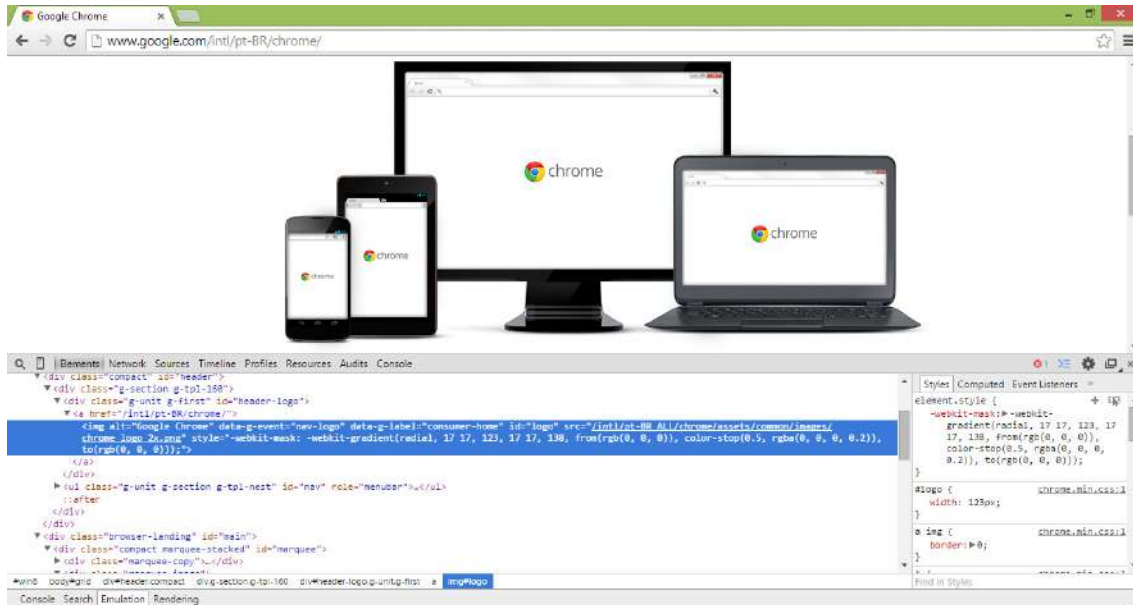 Google Chrome
www.google.com/intl/pt-BR/chrome/
chrome
chrome
chrome
chrome
Elements Network Sources Timeline Profiles Resources Audits Console
1
<div class="compact" id="header">
<div class="g-section g-tpl-160">
<div class="g-unit g-first" id="header-logo">
<a href="/intl/pt-BR/chrome/">
<img alt="Google Chrome" data-g-event="nav-logo" data-g-label="consumer-home" id="logo" src="/intl/pt-BR_ALL/chrome/assets/common/images/
chrome_logo_2x.png" style="-webkit-mask: -webkit-gradient(radial, 17 17, 123, 17 17, 138, from(rgb(0, 0, 0)), color-stop(0.5, rgba(0, 0, 0, 0.2)),
to(rgb(0, 0, 0)));">
</a>
</div>
<ul class="g-unit g-section g-tpl-nest" id="nav" role="menubar">…</ul>
::after
</div>
</div>
<div class="browser-landing" id="main">
<div class="compact marquee-stacked" id="marquee">
<div class="marquee-copy">…</div>
#win8 body#grid div#header.compact div.g-section.g-tpl-160 div#header-logo.g-unit.g-first a img#logo
Styles Computed Event Listeners »
element.style {
-webkit-mask: -webkit-
gradient(radial, 17 17, 123, 17
17, 138, from(rgb(0, 0, 0)),
color-stop(0.5, rgba(0, 0, 0,
0.2)), to(rgb(0, 0, 0)));
}
#logo { chrome.min.css:1
width: 123px;
}
a img { chrome.min.css:1
border: 0;
}
Find in Styles
Console Search Emulation Rendering